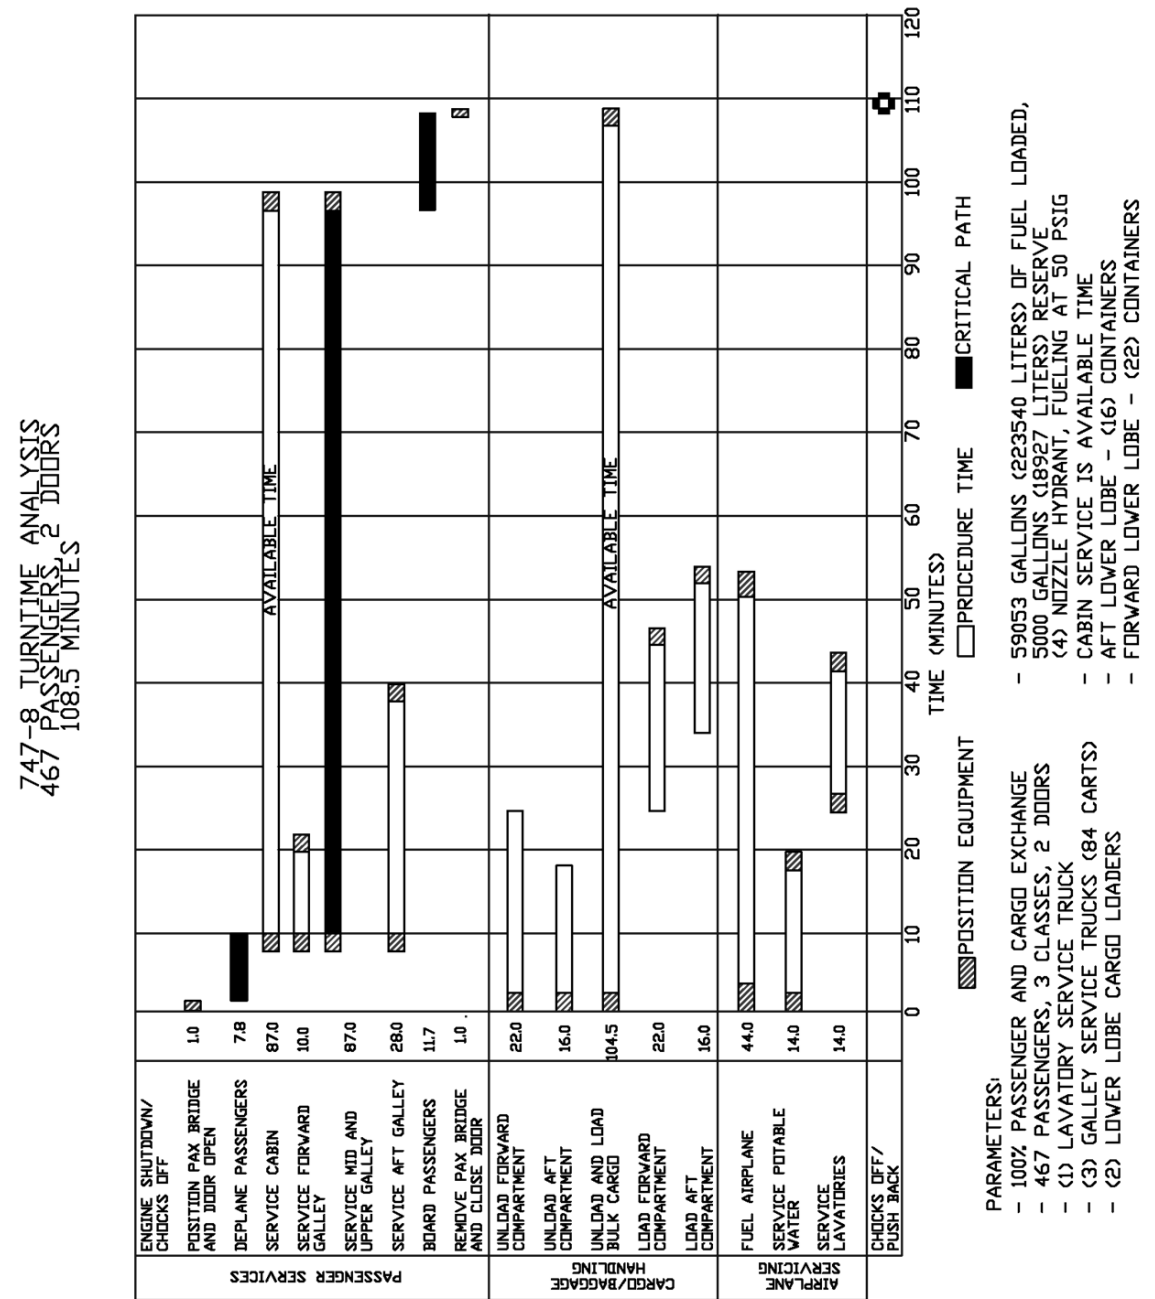 747-8 TURNTIME ANALYSIS
467 PASSENGERS, 2 DOORS
108.5 MINUTES
PASSENGER SERVICES
ENGINE SHUTDOWN/
CHOCKS OFF
POSITION PAX BRIDGE
AND DOOR OPEN
1.0
DEPLANE PASSENGERS
7.8
SERVICE CABIN
87.0
AVAILABLE TIME
SERVICE FORWARD
GALLEY
10.0
SERVICE MID AND
UPPER GALLEY
87.0
SERVICE AFT GALLEY
28.0
BOARD PASSENGERS
11.7
REMOVE PAX BRIDGE
AND CLOSE DOOR
1.0
CARGO/BAGGAGE
HANDLING
UNLOAD FORWARD
COMPARTMENT
22.0
UNLOAD AFT
COMPARTMENT
16.0
UNLOAD AND LOAD
BULK CARGO
104.5
AVAILABLE TIME
LOAD FORWARD
COMPARTMENT
22.0
LOAD AFT
COMPARTMENT
16.0
AIRPLANE
SERVICING
FUEL AIRPLANE
44.0
SERVICE POTABLE
WATER
14.0
SERVICE
LAVATORIES
14.0
CHOCKS OFF/
PUSH BACK
0 10 20 30 40 50 60 70 80 90 100 110 120
TIME (MINUTES)
POSITION EQUIPMENT
PROCEDURE TIME
CRITICAL PATH
PARAMETERS:
- 100% PASSENGER AND CARGO EXCHANGE
- 467 PASSENGERS, 3 CLASSES, 2 DOORS
- (1) LAVATORY SERVICE TRUCK
- (3) GALLEY SERVICE TRUCKS (84 CARTS)
- (2) LOWER LOBE CARGO LOADERS
- 59053 GALLONS (223540 LITERS) OF FUEL LOADED,
5000 GALLONS (18927 LITERS) RESERVE
(4) NOZZLE HYDRANT, FUELING AT 50 PSIG
- CABIN SERVICE IS AVAILABLE TIME
- AFT LOWER LOBE - (16) CONTAINERS
- FORWARD LOWER LOBE - (22) CONTAINERS